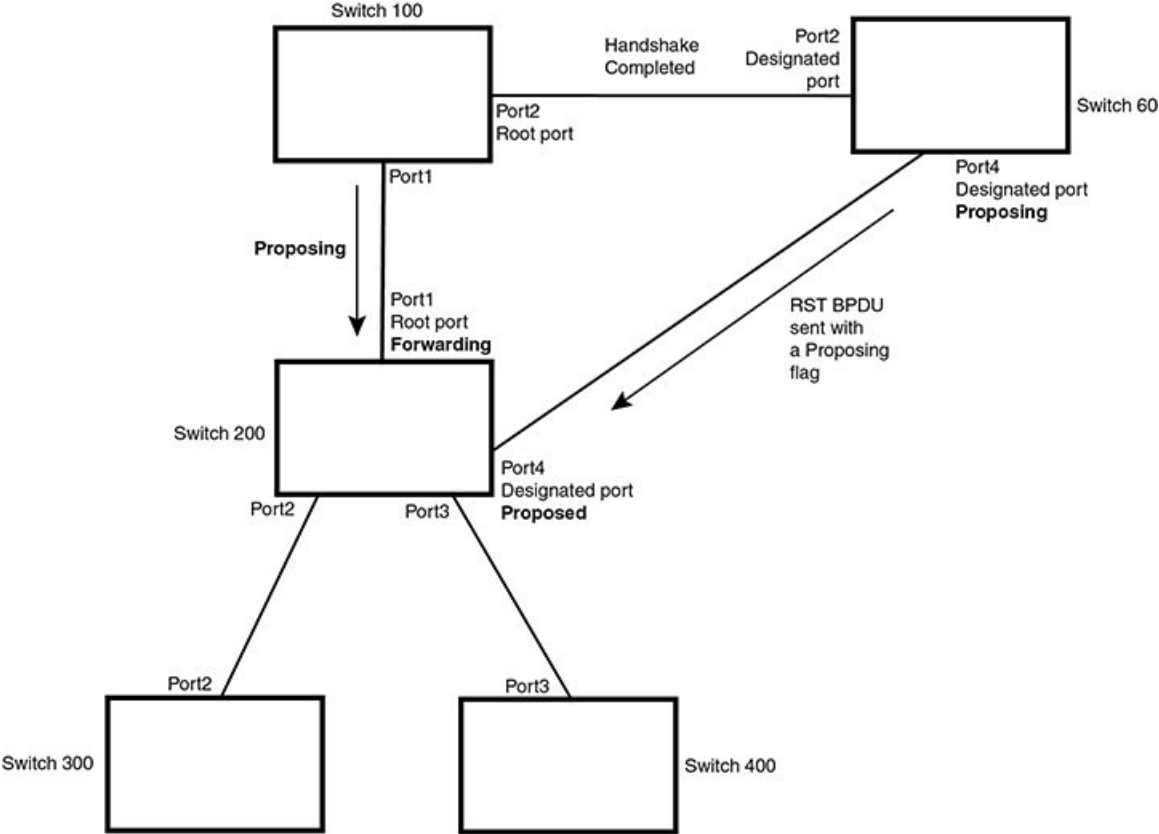 Switch 100
Handshake
Completed
Port2
Designated
port
Switch 60
Port2
Root port
Port1
Port4
Designated port
Proposing
Proposing
Port1
Root port
Forwarding
RST BPDU
sent with
a Proposing
flag
Switch 200
Port4
Designated port
Proposed
Port2
Port3
Port2
Port3
Switch 300
Switch 400